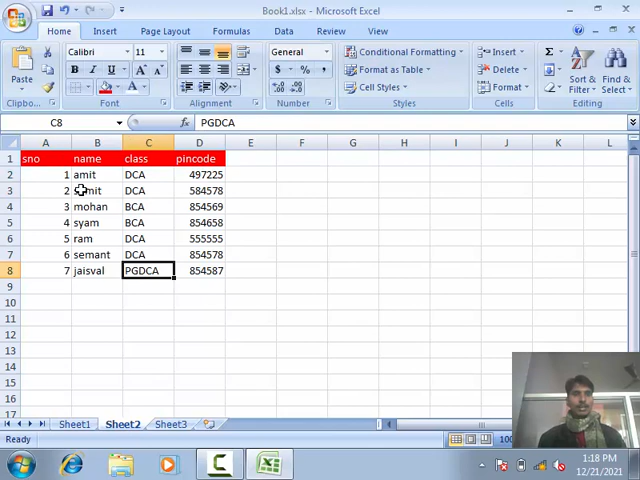 Book1.xlsx - Microsoft Excel
Home Insert Page Layout Formulas Data Review View
Paste
Clipboard
Calibri 11
B I U A A
Font
Alignment
General
$ % ,
Number
Conditional Formatting
Format as Table
Cell Styles
Styles
Insert
Delete
Format
Cells
Σ
Sort & Filter
Find & Select
Editing
C8 fx PGDCA
A B C D E F G H I J K L
1 sno name class pincode
2 1 amit DCA 497225
3 2 DCA 584578
4 3 mohan BCA 854569
5 4 syam BCA 854658
6 5 ram DCA 555555
7 6 semant DCA 854578
8 7 jaisval PGDCA 854587
9
10
11
12
13
14
15
16
17
Sheet1 Sheet2 Sheet3
Ready
1:18 PM
12/21/2021